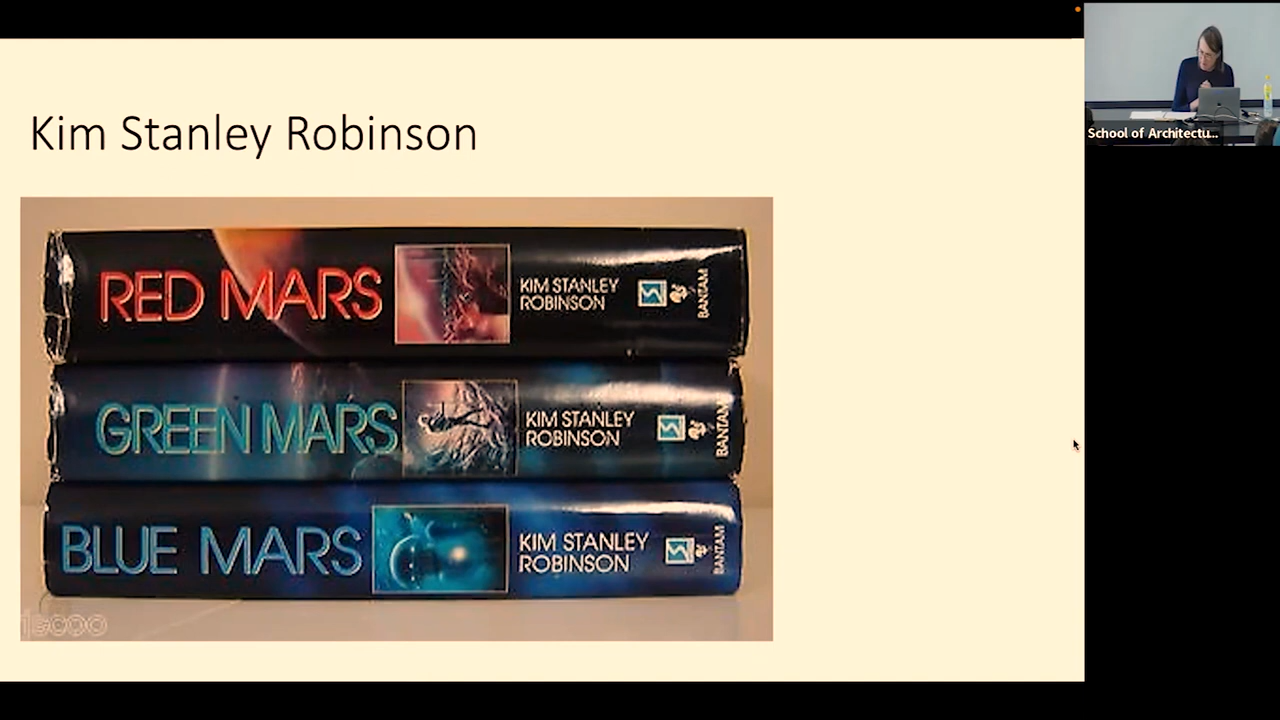 Kim Stanley Robinson
School of Architectu...
RED MARS
KIM STANLEY
ROBINSON
BANTAM
GREEN MARS
KIM STANLEY
ROBINSON
BANTAM
BLUE MARS
KIM STANLEY
ROBINSON
BANTAM